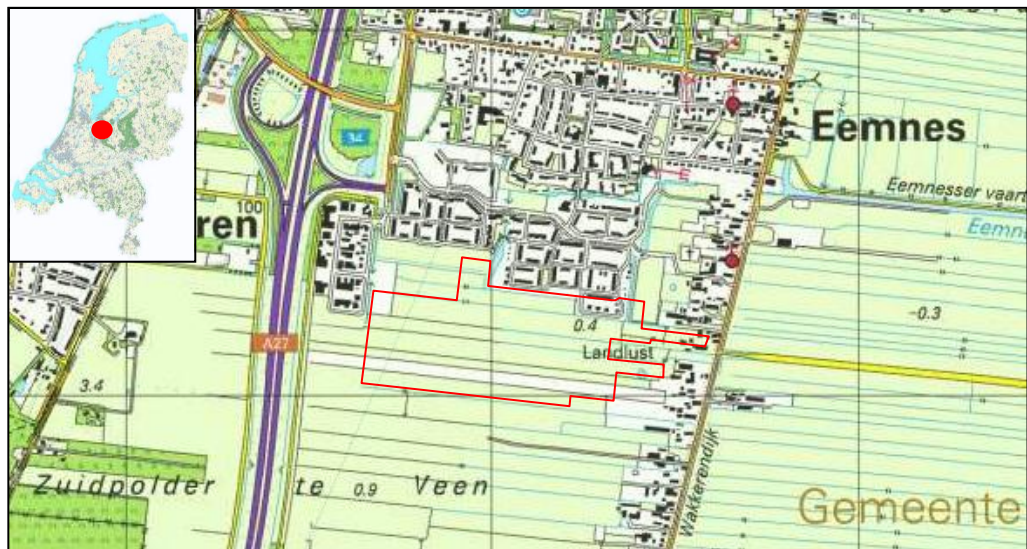 34
Eemnes
Eemnesser vaart
Eemne
100
ren
-0.3
0.4
A27
Landlust
3.4
Zuidpolder te Veen
0.9
Wakkerendijk
Gemeente